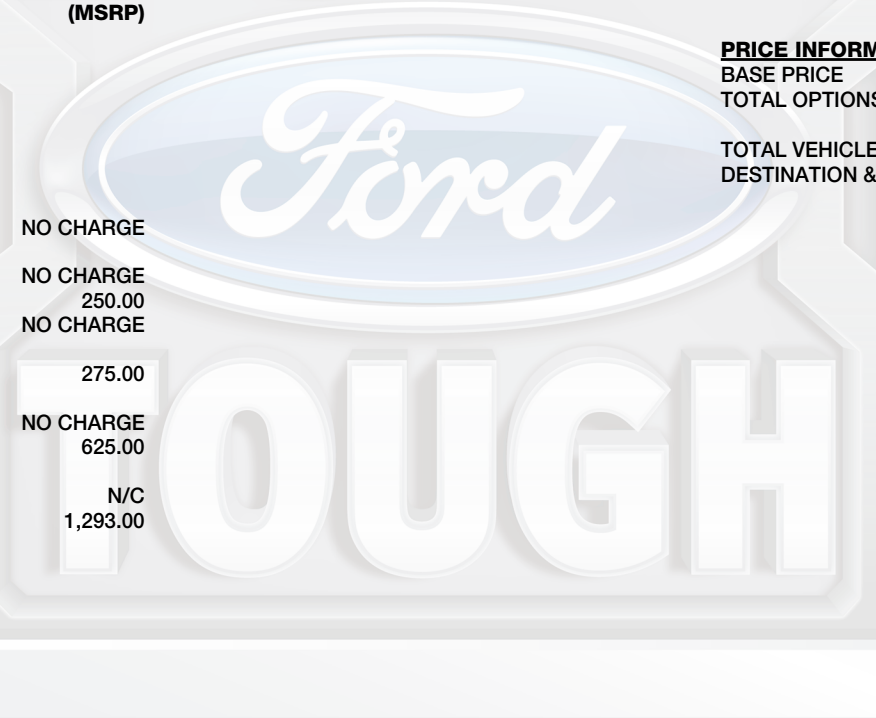 (MSRP)
PRICE INFORM
BASE PRICE
TOTAL OPTIONS
TOTAL VEHICLE
DESTINATION &
NO CHARGE
NO CHARGE
250.00
NO CHARGE
275.00
NO CHARGE
625.00
N/C
1,293.00
Ford
TOUGH